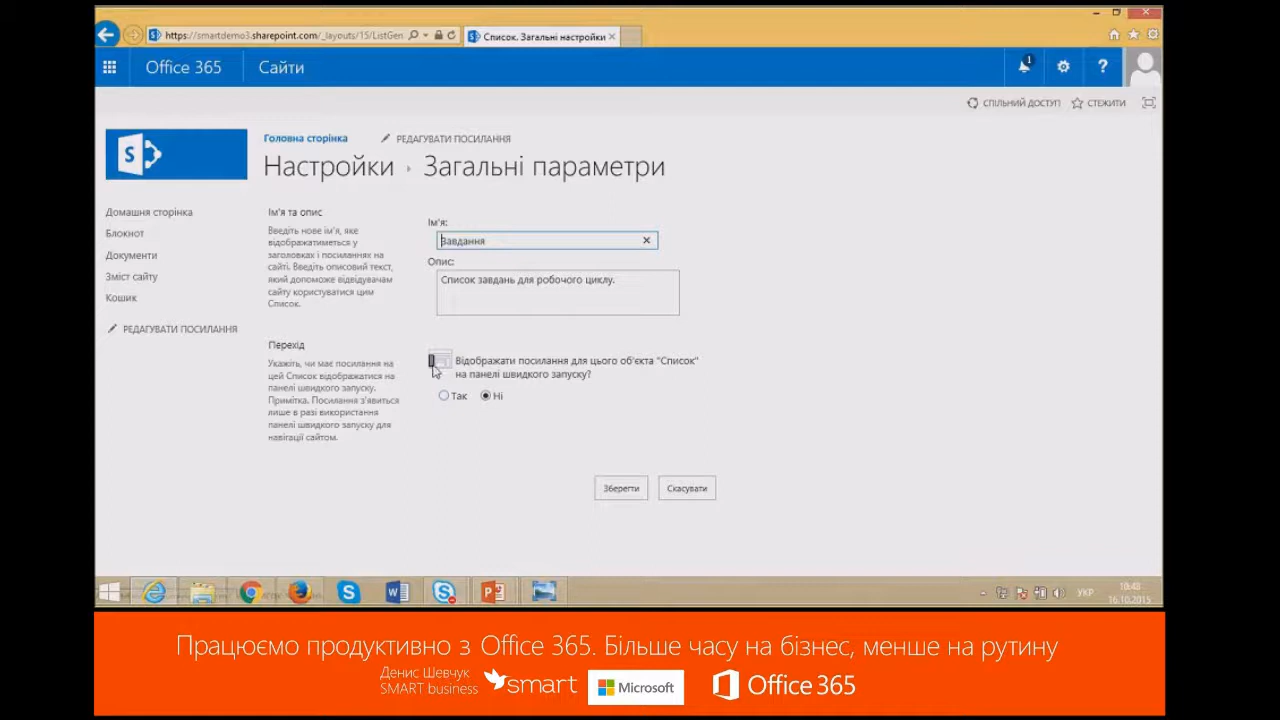 https://smartdemo3.sharepoint.com/_layouts/15/ListGen
Список. Загальні настройки
Office 365
Сайти
1
?
СПІЛЬНИЙ ДОСТУП
СТЕЖИТИ
S
Головна сторінка
РЕДАГУВАТИ ПОСИЛАННЯ
Настройки
Загальні параметри
Домашня сторінка
Блокнот
Документи
Зміст сайту
Кошик
РЕДАГУВАТИ ПОСИЛАННЯ
Ім'я та опис
Введіть нове ім'я, яке
відображатиметься у
заголовках і посиланнях на
сайті. Введіть описовий текст,
який допоможе відвідувачам
сайту користуватися цим
Список.
Ім'я:
Завдання
Опис:
Список завдань для робочого циклу.
Перехід
Укажіть, чи має посилання на
цей Список відображатися на
панелі швидкого запуску.
Примітка. Посилання з'явиться
лише в разі використання
панелі швидкого запуску для
навігації сайтом.
Відображати посилання для цього об'єкта "Список"
на панелі швидкого запуску?
Так
Ні
Зберегти
Скасувати
УКР
10:48
16.10.2015
Працюємо продуктивно з Office 365. Більше часу на бізнес, менше на рутину
Денис Шевчук
SMART business
smart
Microsoft
Office 365